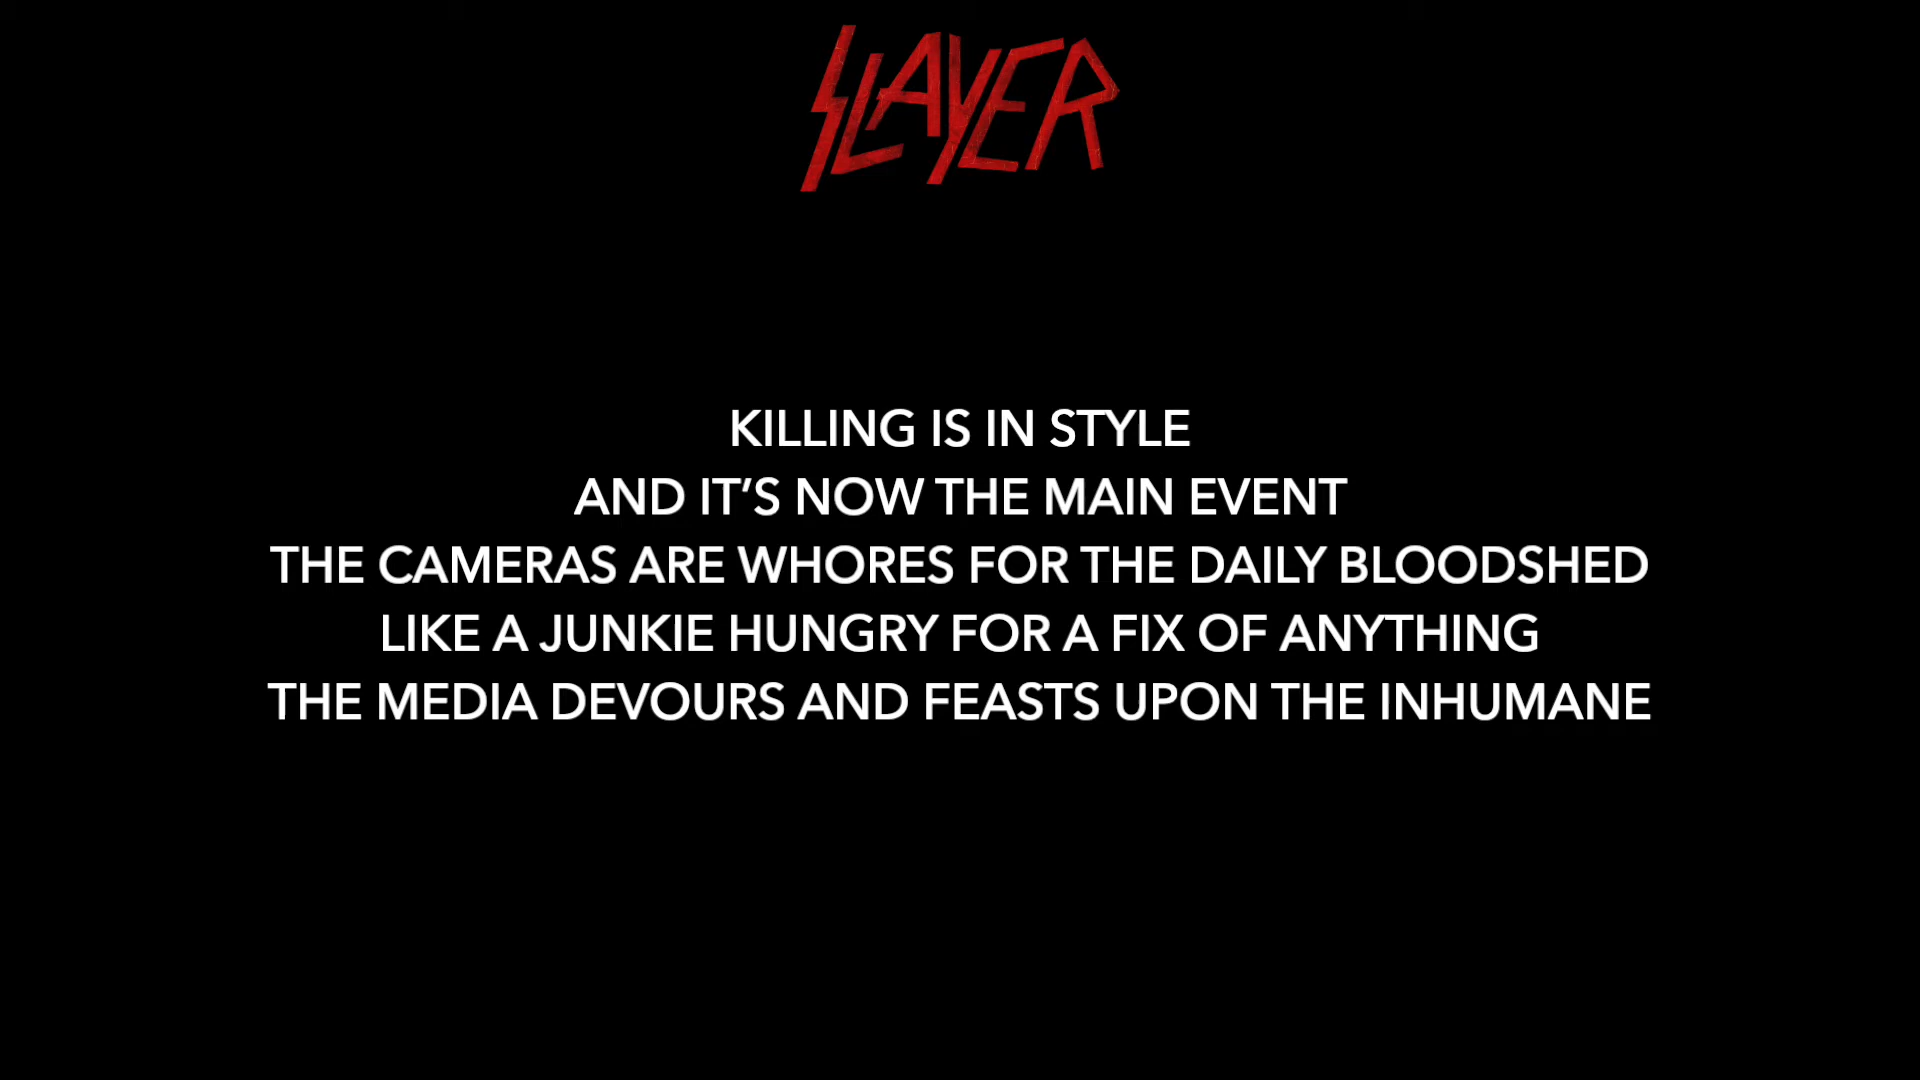 SLAYER
KILLING IS IN STYLE
AND IT’S NOW THE MAIN EVENT
THE CAMERAS ARE WHORES FOR THE DAILY BLOODSHED
LIKE A JUNKIE HUNGRY FOR A FIX OF ANYTHING
THE MEDIA DEVOURS AND FEASTS UPON THE INHUMANE